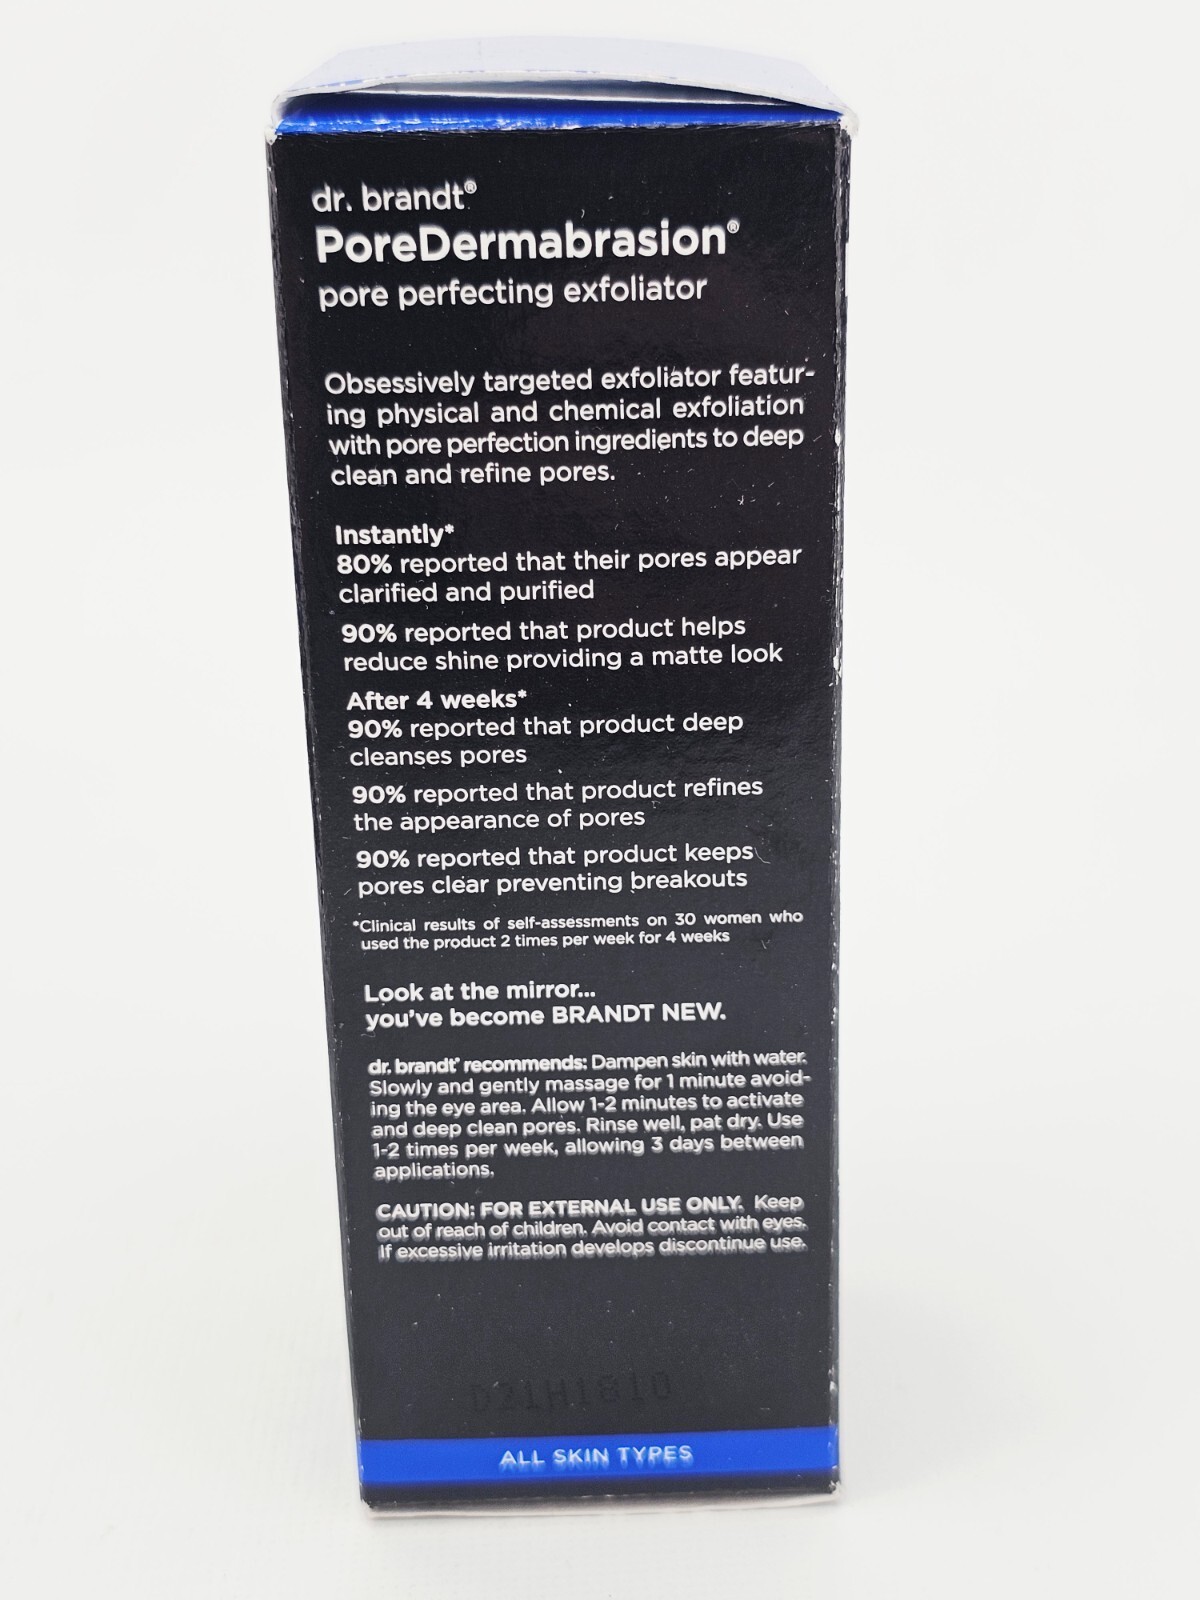 dr. brandt®
PoreDermabrasion®
pore perfecting exfoliator
Obsessively targeted exfoliator featur-
ing physical and chemical exfoliation
with pore perfection ingredients to deep
clean and refine pores.
Instantly*
80% reported that their pores appear
clarified and purified
90% reported that product helps
reduce shine providing a matte look
After 4 weeks*
90% reported that product deep
cleanses pores
90% reported that product refines
the appearance of pores
90% reported that product keeps
pores clear preventing breakouts
*Clinical results of self-assessments on 30 women who
used the product 2 times per week for 4 weeks
Look at the mirror...
you've become BRANDT NEW.
dr. brandt® recommends: Dampen skin with water.
Slowly and gently massage for 1 minute avoid-
ing the eye area. Allow 1-2 minutes to activate
and deep clean pores. Rinse well, pat dry. Use
1-2 times per week, allowing 3 days between
applications.
CAUTION: FOR EXTERNAL USE ONLY. Keep
out of reach of children. Avoid contact with eyes.
If excessive irritation develops discontinue use.
D21H1810
ALL SKIN TYPES